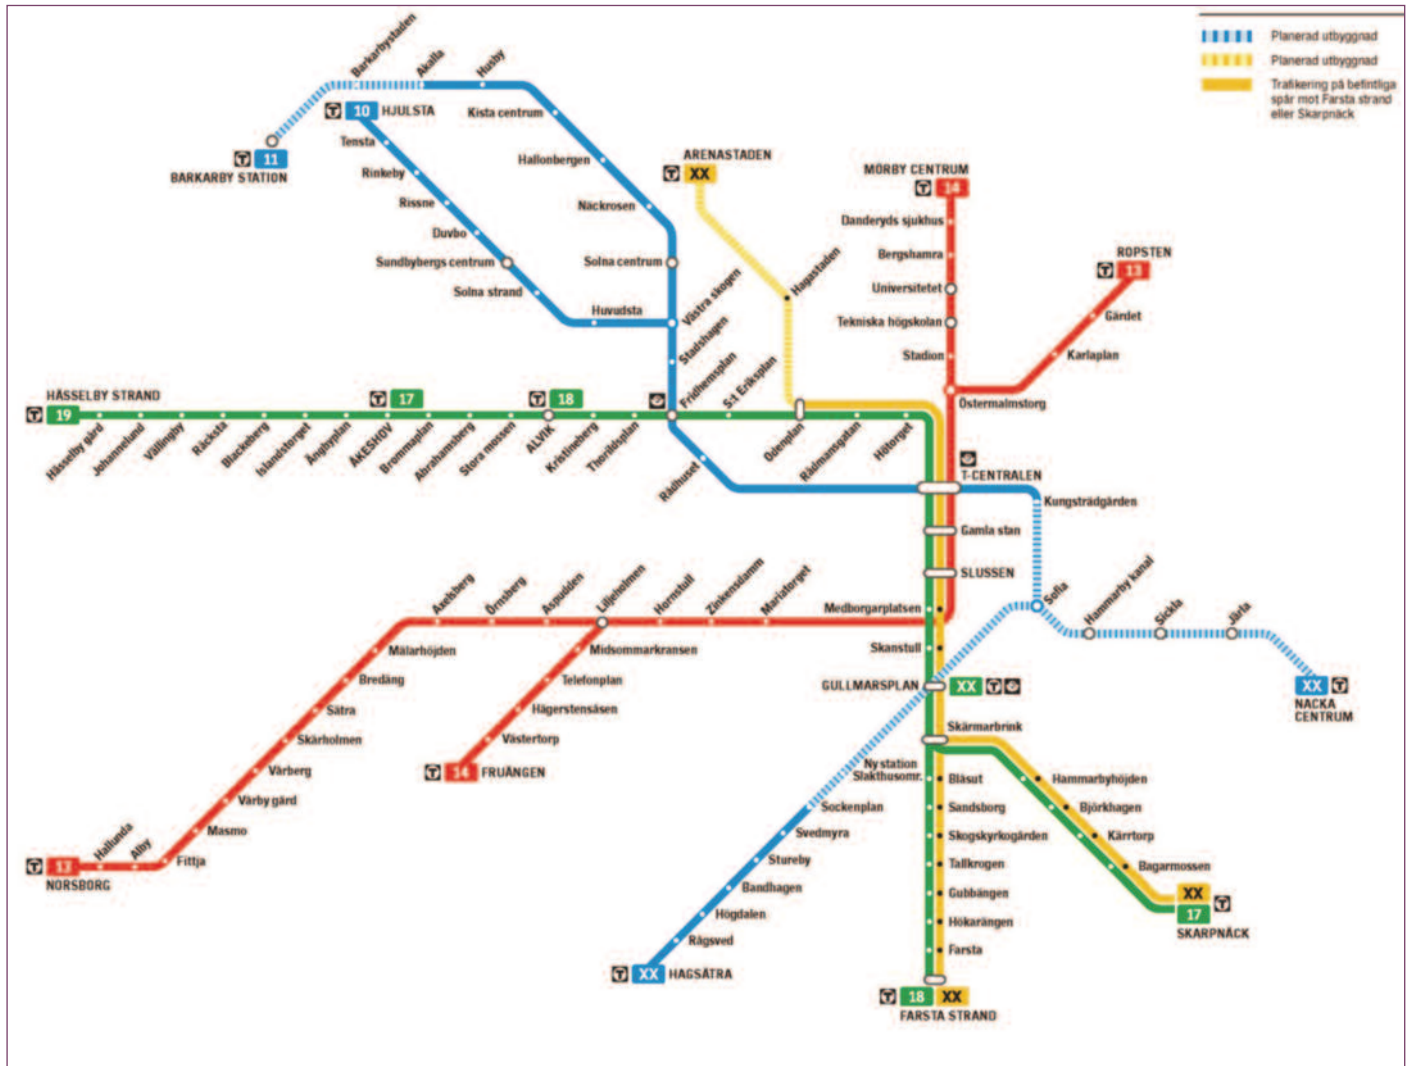 Planerad utbyggnad
Planerad utbyggnad
Trafikering på befintliga
spår mot Farsta strand
eller Skarpnäck
Barkarbystaden
Akalla
Husby
10 HJULSTA
Kista centrum
Tensta
11
BARKARBY STATION
Hallonbergen
ARENASTADEN
XX
MÖRBY CENTRUM
14
Rinkeby
Rissne
Näckrosen
Danderyds sjukhus
Duvbo
Bergshamra
ROPSTEN
13
Sundbybergs centrum
Solna centrum
Hagastaden
Solna strand
Universitetet
Huvudsta
Västra skogen
Tekniska högskolan
Gärdet
Stadshagen
Stadion
Karlaplan
Fridhemsplan
S:t Eriksplan
Östermalmstorg
HÄSSELBY STRAND
19
17
18
Hässelby gård
Johannelund
Vällingby
Råcksta
Blackeberg
Islandstorget
Ängbyplan
ÅKESHOV
Brommaplan
Abrahamsberg
Stora mossen
ALVIK
Kristineberg
Thorildsplan
Rådhuset
Odenplan
Rådmansgatan
Hötorget
T-CENTRALEN
Kungsträdgården
Gamla stan
SLUSSEN
Axelsberg
Örnsberg
Aspudden
Liljeholmen
Hornstull
Zinkensdamm
Mariatorget
Medborgarplatsen
Sofia
Hammarby kanal
Sickla
Järla
Mälarhöjden
Midsommarkransen
Skanstull
Bredäng
Telefonplan
GULLMARSPLAN
XX
XX
NACKA
CENTRUM
Sätra
Hägerstensåsen
Skärholmen
Västertorp
Skärmarbrink
Vårberg
14 FRUÄNGEN
Ny station
Slakthusomr.
Blåsut
Hammarbyhöjden
Vårby gård
Sockenplan
Sandsborg
Björkhagen
Masmo
Svedmyra
Skogskyrkogården
Kärrtorp
Hallunda
Alby
Fittja
Stureby
Tallkrogen
Bagarmossen
13
NORSBORG
Bandhagen
Gubbängen
XX
17
SKARPNÄCK
Högdalen
Hökarängen
Rågsved
Farsta
XX HAGSÄTRA
18 XX
FARSTA STRAND